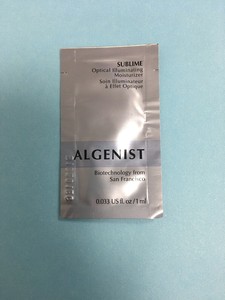 SUBLIME
Optical Illuminating
Moisturizer
Soin Illuminateur
à Effet Optique
ALGENIST
Biotechnology from
San Francisco
0.033 US fl. oz / 1 ml